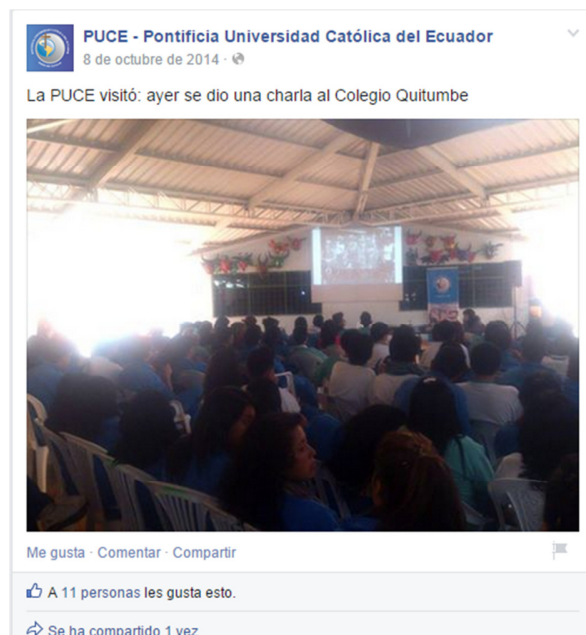 PUCE - Pontificia Universidad Católica del Ecuador
8 de octubre de 2014 ·
La PUCE visitó: ayer se dio una charla al Colegio Quitumbe
Me gusta · Comentar · Compartir
A 11 personas les gusta esto.
Se ha compartido 1 vez